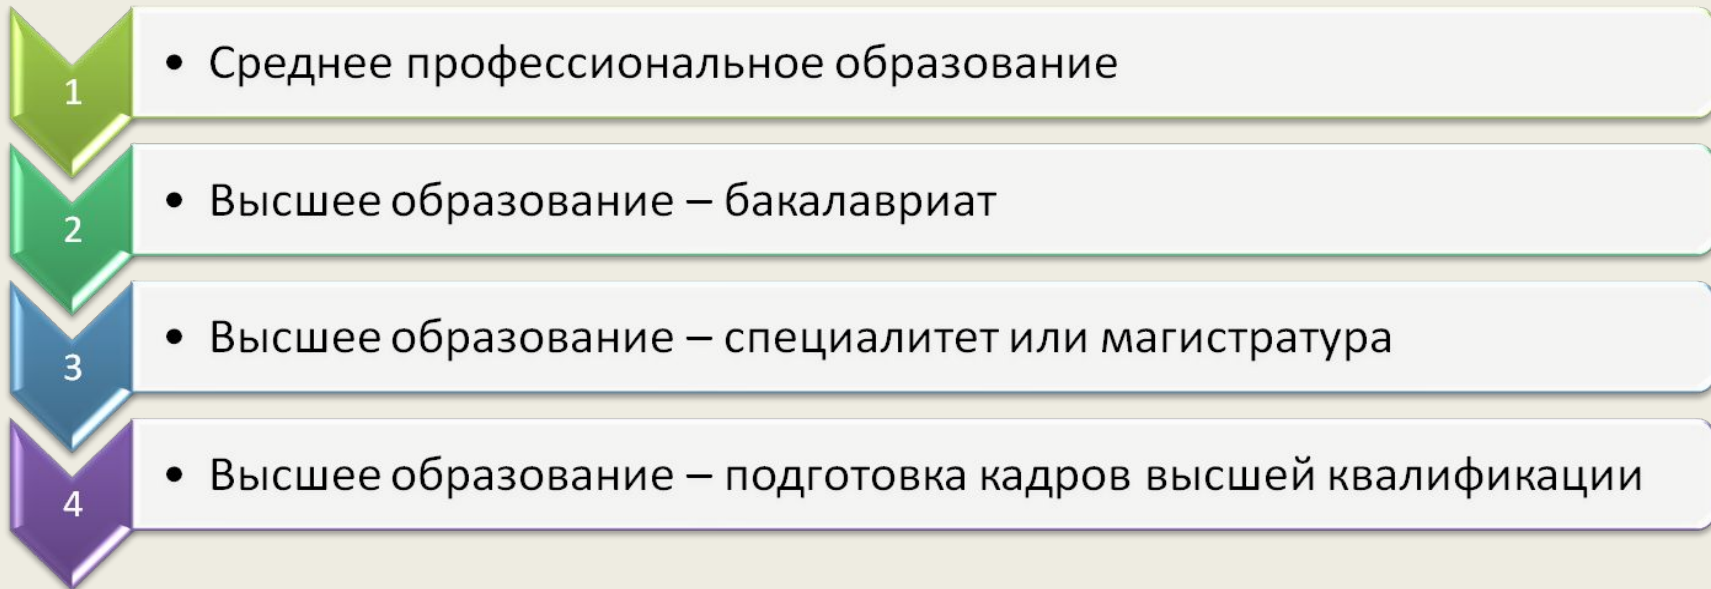 1
• Среднее профессиональное образование
2
• Высшее образование – бакалавриат
3
• Высшее образование – специалитет или магистратура
4
• Высшее образование – подготовка кадров высшей квалификации